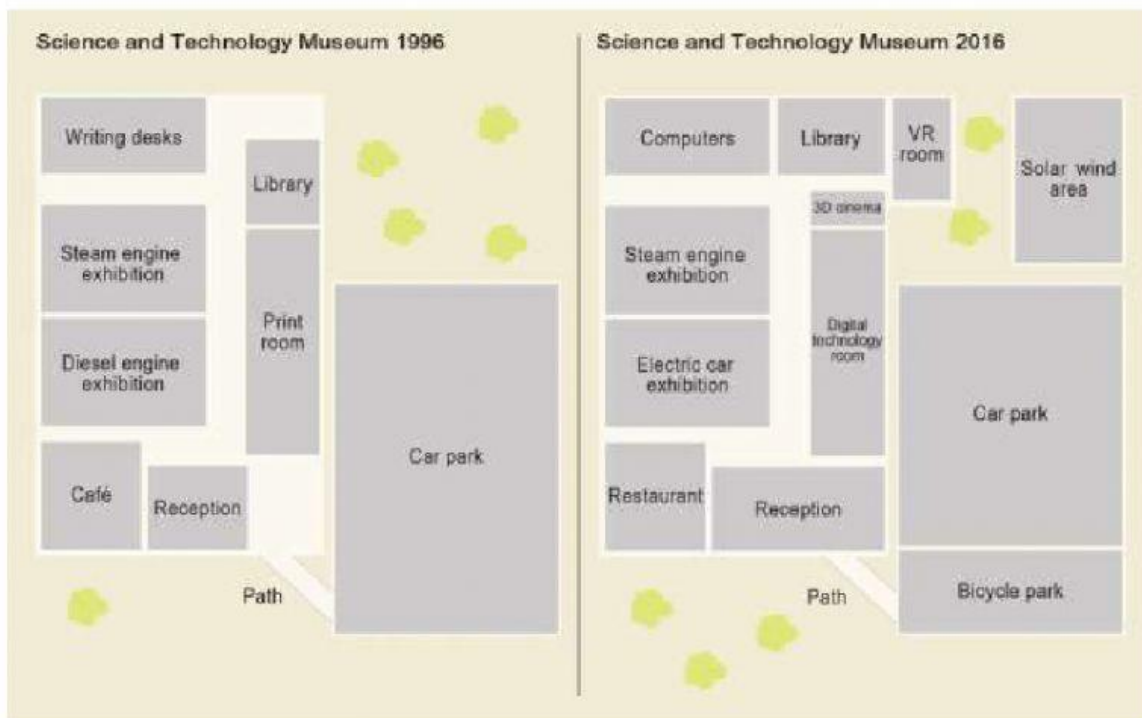 Science and Technology Museum 1996
Writing desks
Library
Steam engine
exhibition
Print
room
Diesel engine
exhibition
Car park
Café
Reception
Path
Science and Technology Museum 2016
Computers
Library
VR
room
Solar wind
area
3D cinema
Steam engine
exhibition
Digital
technology
room
Electric car
exhibition
Car park
Restaurant
Reception
Path
Bicycle park